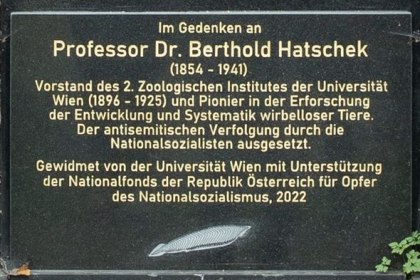 Im Gedenken an
Professor Dr. Berthold Hatschek
(1854 - 1941)
Vorstand des 2. Zoologischen Institutes der Universität
Wien (1896 - 1925) und Pionier in der Erforschung
der Entwicklung und Systematik wirbelloser Tiere.
Der antisemitischen Verfolgung durch die
Nationalsozialisten ausgesetzt.
Gewidmet von der Universität Wien mit Unterstützung
der Nationalfonds der Republik Österreich für Opfer
des Nationalsozialismus, 2022